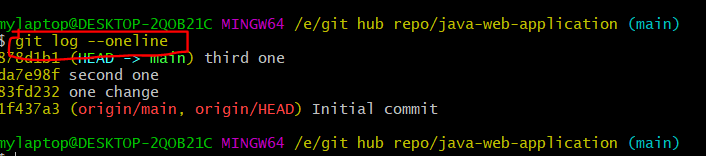 mylaptop@DESKTOP-2QOB21C MINGW64 /e/git hub repo/java-web-application (main)
$ git log --oneline
878d1b1 (HEAD -> main) third one
da7e98f second one
83fd232 one change
1f437a3 (origin/main, origin/HEAD) Initial commit
mylaptop@DESKTOP-2QOB21C MINGW64 /e/git hub repo/java-web-application (main)
$